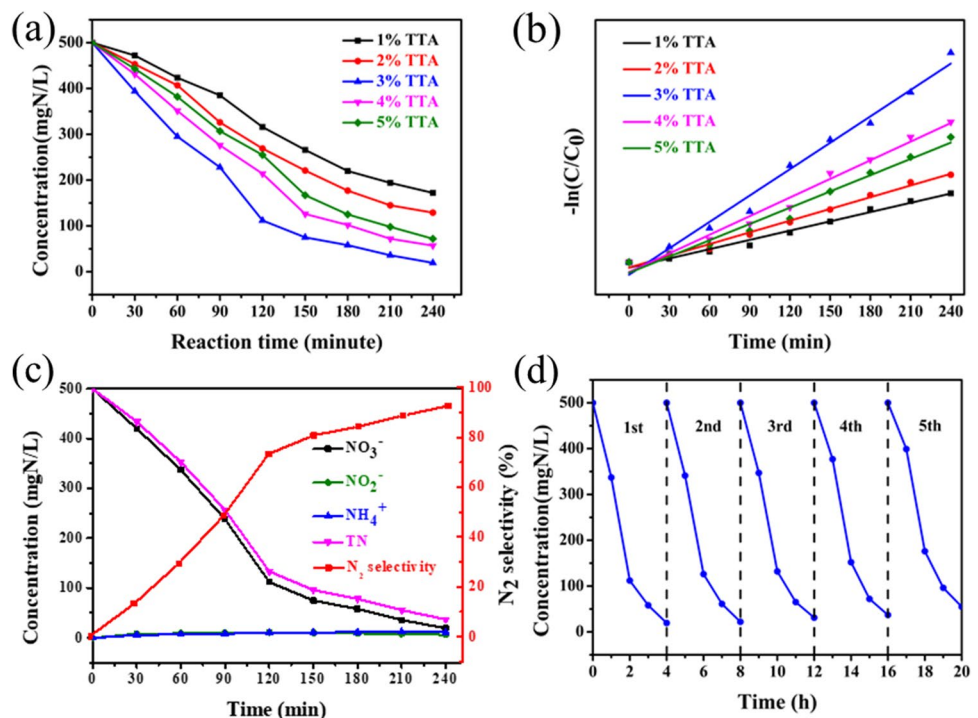 (a)
1% TTA
2% TTA
3% TTA
4% TTA
5% TTA
500
400
300
200
100
0
Concentration(mgN/L)
0 30 60 90 120 150 180 210 240
Reaction time (minute)
(b)
1% TTA
2% TTA
3% TTA
4% TTA
5% TTA
-ln(C/C0)
0 30 60 90 120 150 180 210 240
Time (min)
(c)
500
400
300
200
100
0
Concentration (mgN/L)
NO3-
NO2-
NH4+
TN
N2 selectivity
100
80
60
40
20
0
N2 selectivity (%)
0 30 60 90 120 150 180 210 240
Time (min)
(d)
500
400
300
200
100
0
Concentration(mgN/L)
1st 2nd 3rd 4th 5th
0 2 4 6 8 10 12 14 16 18 20
Time (h)